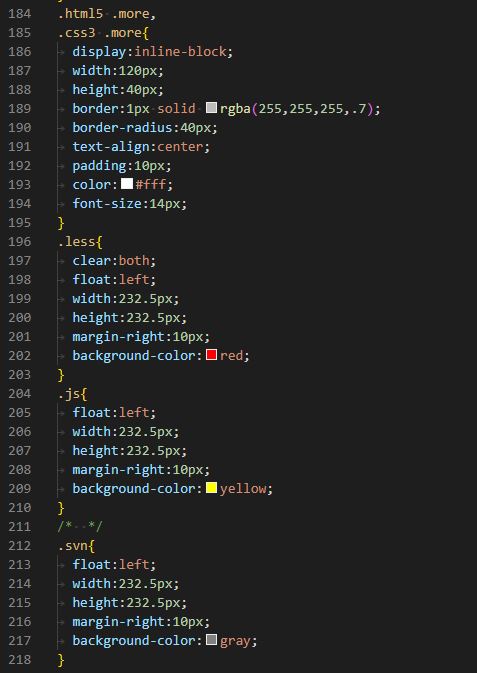 184 .html5 .more,
185 .css3 .more{
186 display:inline-block;
187 width:120px;
188 height:40px;
189 border:1px solid rgba(255,255,255,.7);
190 border-radius:40px;
191 text-align:center;
192 padding:10px;
193 color:#fff;
194 font-size:14px;
195 }
196 .less{
197 clear:both;
198 float:left;
199 width:232.5px;
200 height:232.5px;
201 margin-right:10px;
202 background-color:red;
203 }
204 .js{
205 float:left;
206 width:232.5px;
207 height:232.5px;
208 margin-right:10px;
209 background-color:yellow;
210 }
211 /* */
212 .svn{
213 float:left;
214 width:232.5px;
215 height:232.5px;
216 margin-right:10px;
217 background-color:gray;
218 }